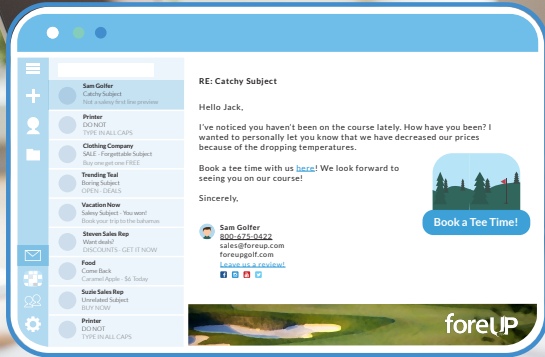 Sam Golfer
Catchy Subject
Not a salesy first line preview
Printer
DO NOT
TYPE IN ALL CAPS
Clothing Company
SALE - Forgettable Subject
Buy one get one FREE
Trending Teal
Boring Subject
OPEN - DEALS
Vacation Now
Salesy Subject - You won!
Book your trip to the bahamas
Steven Sales Rep
Want deals?
DISCOUNTS - GET IT NOW
Food
Come Back
Caramel Apple - $6 Today
Suzie Sales Rep
Unrelated Subject
BUY NOW
Printer
DO NOT
TYPE IN ALL CAPS
RE: Catchy Subject
Hello Jack,
I've noticed you haven't been on the course lately. How have you been? I
wanted to personally let you know that we have decreased our prices
because of the dropping temperatures.
Book a tee time with us here! We look forward to
seeing you on our course!
Sincerely,
Book a Tee Time!
Sam Golfer
800-675-0422
sales@foreup.com
foreupgolf.com
Leave us a review!
foreUP